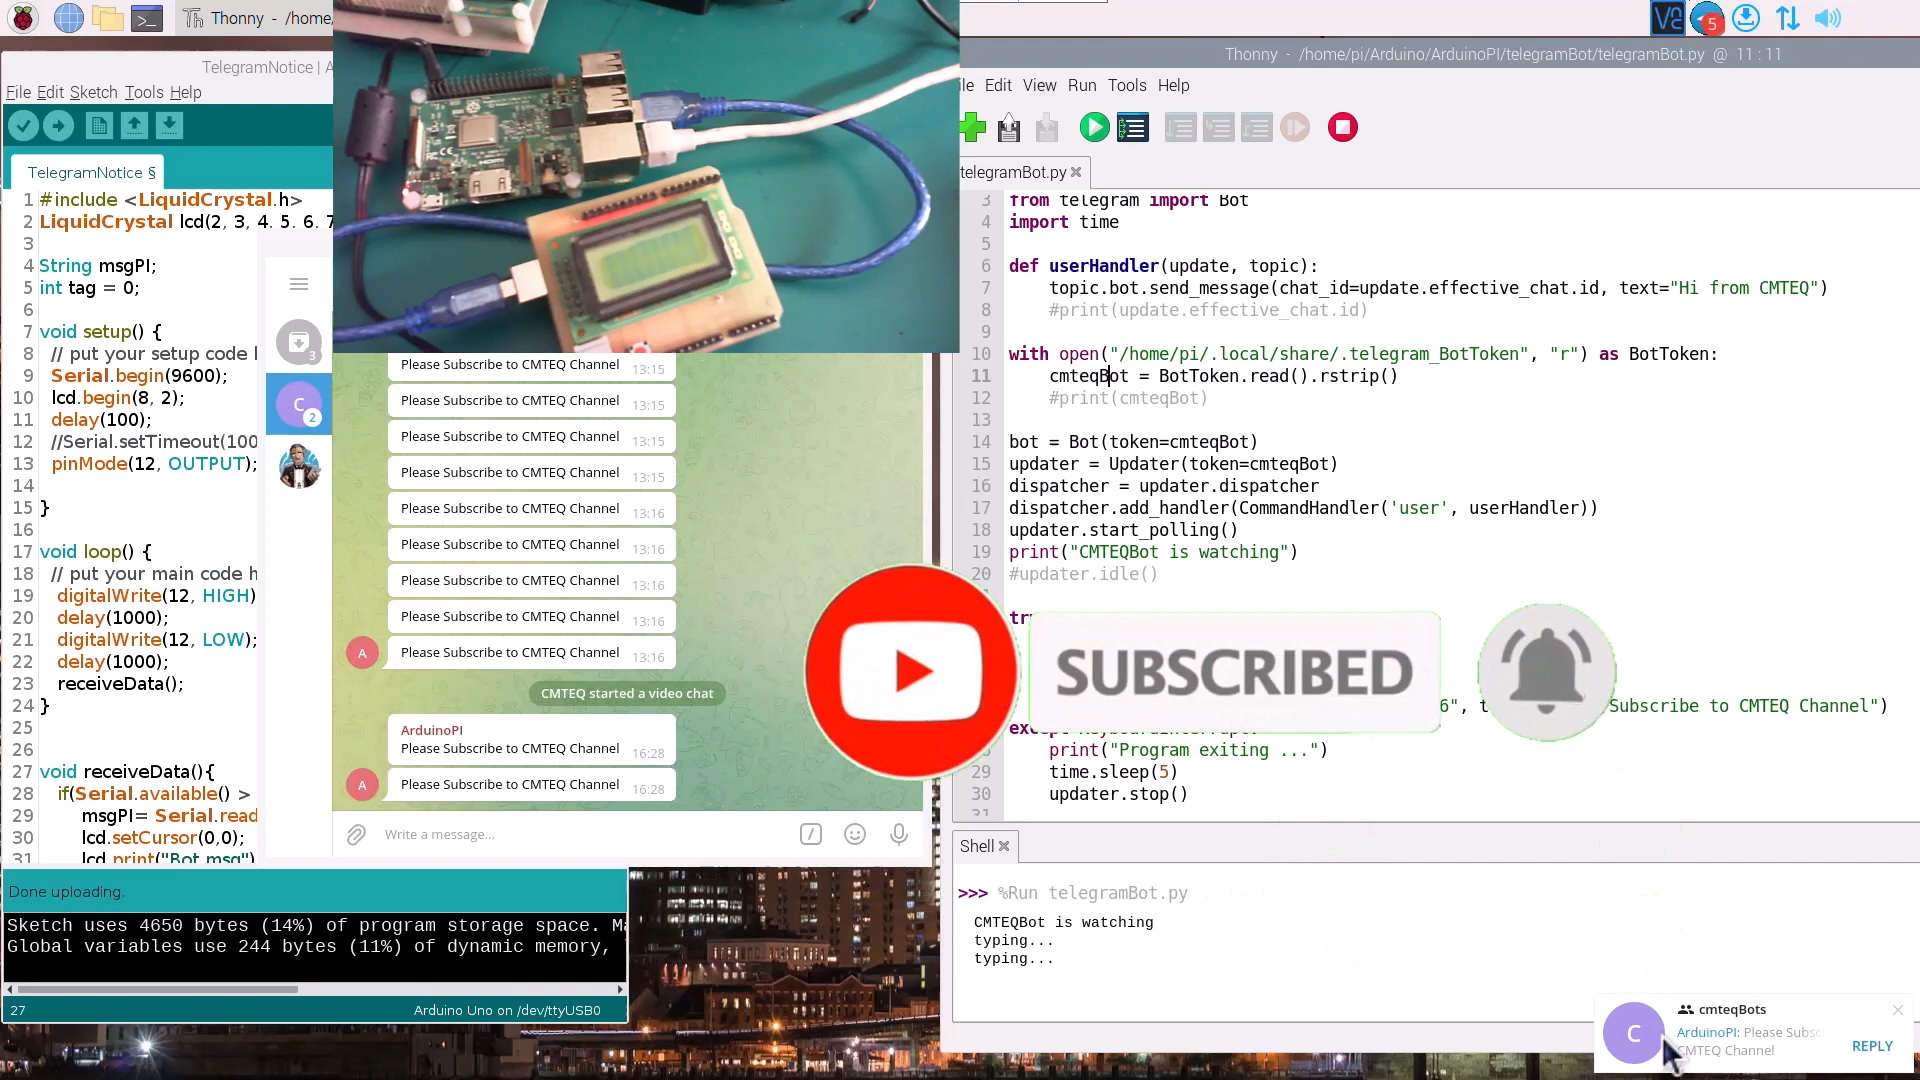 Thonny - /home/
TelegramNotice | A
File Edit Sketch Tools Help
TelegramNotice §
1 #include <LiquidCrystal.h>
2 LiquidCrystal lcd(2, 3, 4, 5, 6, 7
3
4 String msgPI;
5 int tag = 0;
6
7 void setup() {
8 // put your setup code h
9 Serial.begin(9600);
10 lcd.begin(8, 2);
11 delay(100);
12 //Serial.setTimeout(100
13 pinMode(12, OUTPUT);
14
15 }
16
17 void loop() {
18 // put your main code h
19 digitalWrite(12, HIGH)
20 delay(1000);
21 digitalWrite(12, LOW);
22 delay(1000);
23 receiveData();
24 }
25
26
27 void receiveData(){
28 if(Serial.available() >
29 msgPI= Serial.read
30 lcd.setCursor(0,0);
31 lcd.print("Bot msg")
Done uploading.
Sketch uses 4650 bytes (14%) of program storage space. Ma
Global variables use 244 bytes (11%) of dynamic memory,
27
Arduino Uno on /dev/ttyUSB0
3
C
2
Please Subscribe to CMTEQ Channel 13:15
Please Subscribe to CMTEQ Channel 13:15
Please Subscribe to CMTEQ Channel 13:15
Please Subscribe to CMTEQ Channel 13:15
Please Subscribe to CMTEQ Channel 13:16
Please Subscribe to CMTEQ Channel 13:16
Please Subscribe to CMTEQ Channel 13:16
Please Subscribe to CMTEQ Channel 13:16
A Please Subscribe to CMTEQ Channel 13:16
CMTEQ started a video chat
ArduinoPI
Please Subscribe to CMTEQ Channel 16:28
A Please Subscribe to CMTEQ Channel 16:28
Write a message...
5
Thonny - /home/pi/Arduino/ArduinoPI/telegramBot/telegramBot.py @ 11 : 11
ile Edit View Run Tools Help
telegramBot.py
3 from telegram import Bot
4 import time
5
6 def userHandler(update, topic):
7 topic.bot.send_message(chat_id=update.effective_chat.id, text="Hi from CMTEQ")
8 #print(update.effective_chat.id)
9
10 with open("/home/pi/.local/share/.telegram_BotToken", "r") as BotToken:
11 cmteqBot = BotToken.read().rstrip()
12 #print(cmteqBot)
13
14 bot = Bot(token=cmteqBot)
15 updater = Updater(token=cmteqBot)
16 dispatcher = updater.dispatcher
17 dispatcher.add_handler(CommandHandler('user', userHandler))
18 updater.start_polling()
19 print("CMTEQBot is watching")
20 #updater.idle()
SUBSCRIBED
6", t
Subscribe to CMTEQ Channel")
print("Program exiting ...")
29 time.sleep(5)
30 updater.stop()
31
Shell
>>> %Run telegramBot.py
CMTEQBot is watching
typing...
typing...
C
cmteqBots
ArduinoPI: Please Subsc
CMTEQ Channel
REPLY